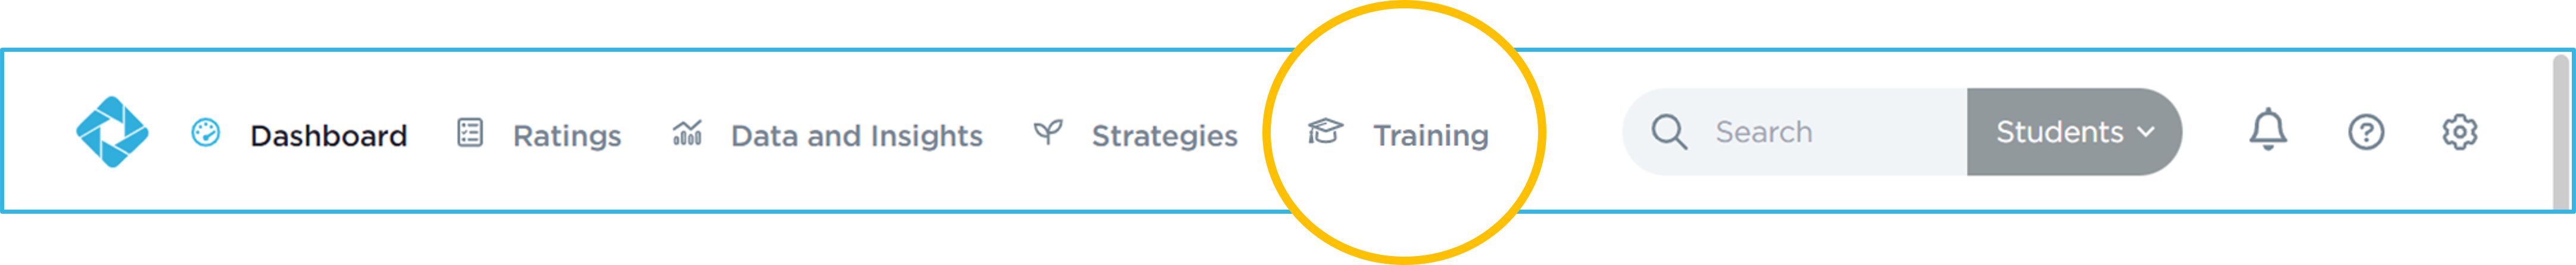 Dashboard Ratings Data and Insights Strategies Training Search Students